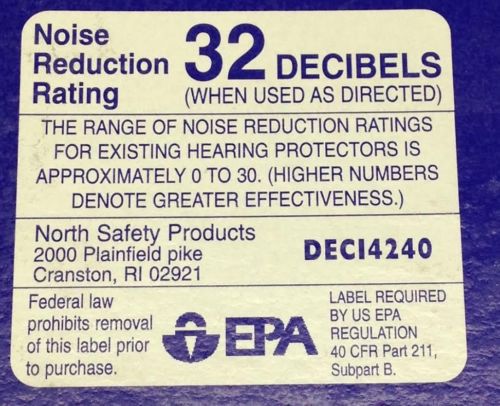 Noise
Reduction
Rating
32 DECIBELS
(WHEN USED AS DIRECTED)
THE RANGE OF NOISE REDUCTION RATINGS
FOR EXISTING HEARING PROTECTORS IS
APPROXIMATELY 0 TO 30. (HIGHER NUMBERS
DENOTE GREATER EFFECTIVENESS.)
North Safety Products
2000 Plainfield pike
Cranston, RI 02921
DECI4240
Federal law
prohibits removal
of this label prior
to purchase.
EPA
LABEL REQUIRED
BY US EPA
REGULATION
40 CFR Part 211,
Subpart B.